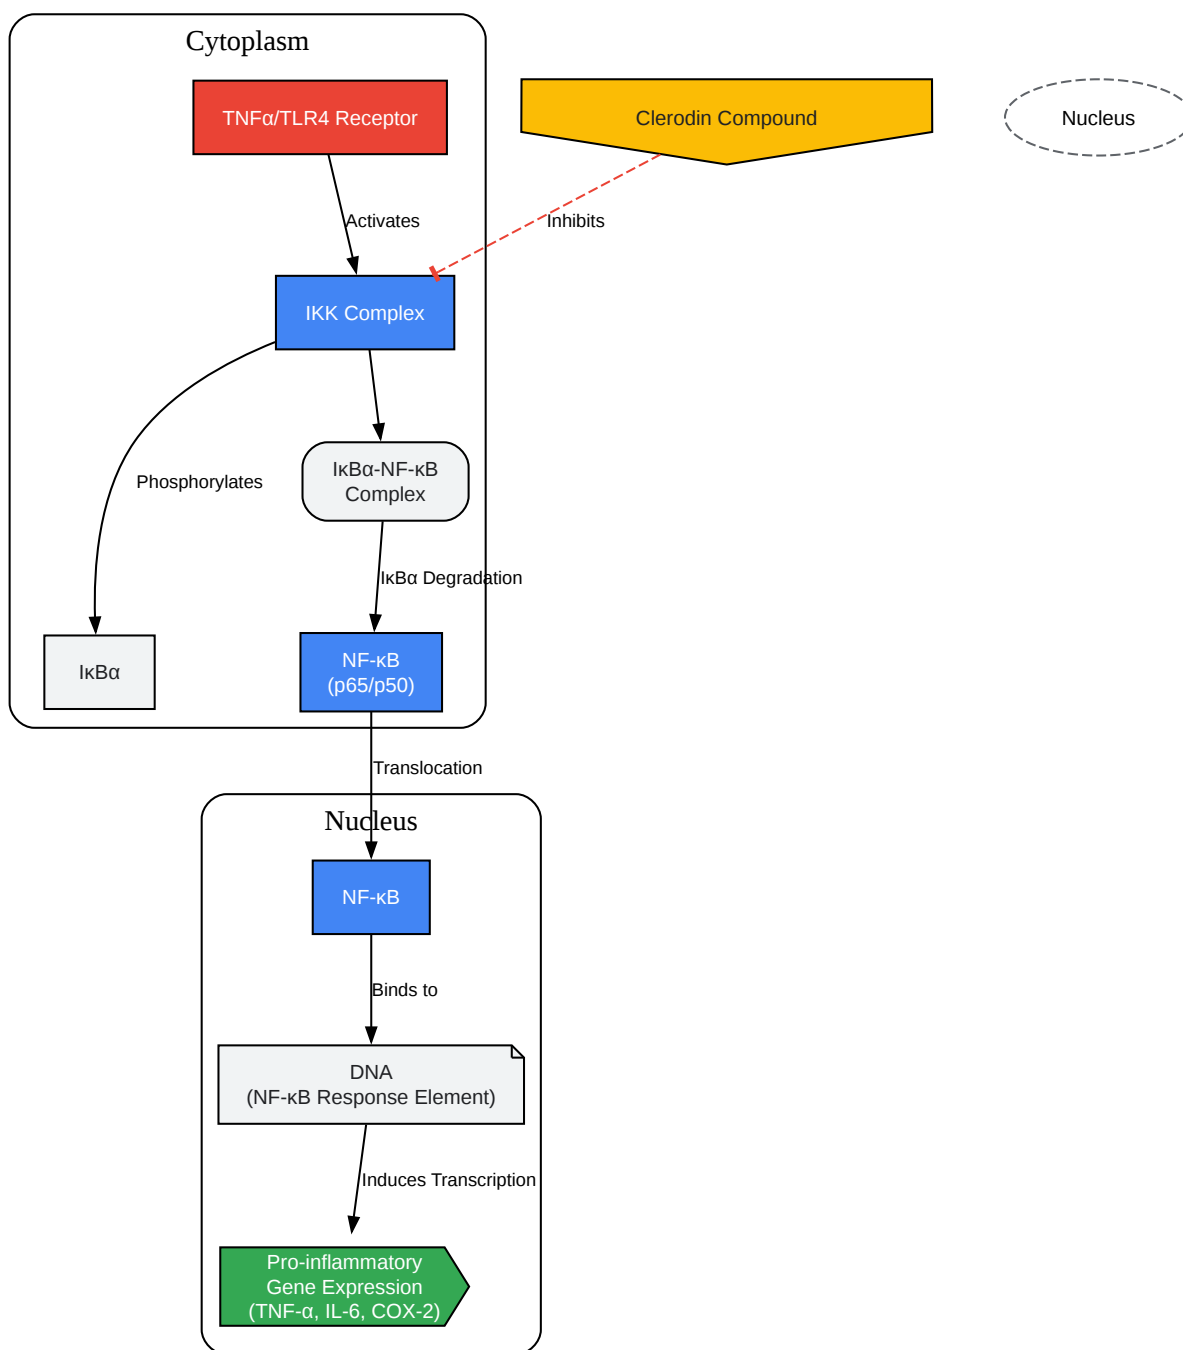 Cytoplasm
TNFα/TLR4 Receptor
Clerodin Compound
Nucleus
Activates
Inhibits
IKK Complex
IκBα-NF-κB
Complex
Phosphorylates
IκBα Degradation
IκBα
NF-κB
(p65/p50)
Translocation
Nucleus
NF-κB
Binds to
DNA
(NF-κB Response Element)
Induces Transcription
Pro-inflammatory
Gene Expression
(TNF-α, IL-6, COX-2)